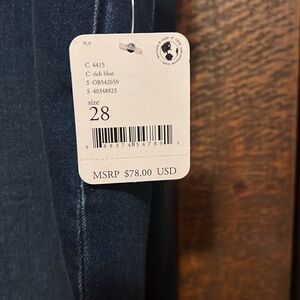 C 4415
C rich blue
S OB542650
S 40348823
size
28
MSRP $78.00 USD